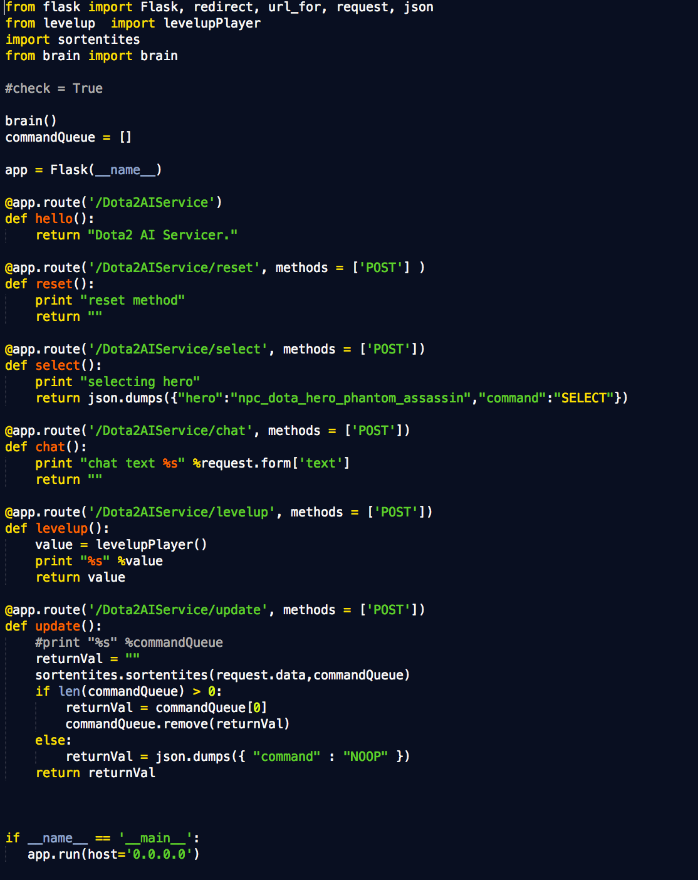 from flask import Flask, redirect, url_for, request, json
from levelup  import levelupPlayer
import sortentites
from brain import brain
#check = True
brain()
commandQueue = []
app = Flask(__name__)
@app.route('/Dota2AIService')
def hello():
    return "Dota2 AI Servicer."
@app.route('/Dota2AIService/reset', methods = ['POST'] )
def reset():
    print "reset method"
    return ""
@app.route('/Dota2AIService/select', methods = ['POST'])
def select():
    print "selecting hero"
    return json.dumps({"hero":"npc_dota_hero_phantom_assassin","command":"SELECT"})
@app.route('/Dota2AIService/chat', methods = ['POST'])
def chat():
    print "chat text %s" %request.form['text']
    return ""
@app.route('/Dota2AIService/levelup', methods = ['POST'])
def levelup():
    value = levelupPlayer()
    print "%s" %value
    return value
@app.route('/Dota2AIService/update', methods = ['POST'])
def update():
    #print "%s" %commandQueue
    returnVal = ""
    sortentites.sortentites(request.data,commandQueue)
    if len(commandQueue) > 0:
        returnVal = commandQueue[0]
        commandQueue.remove(returnVal)
    else:
        returnVal = json.dumps({ "command" : "NOOP" })
    return returnVal
if __name__ == '__main__':
   app.run(host='0.0.0.0')